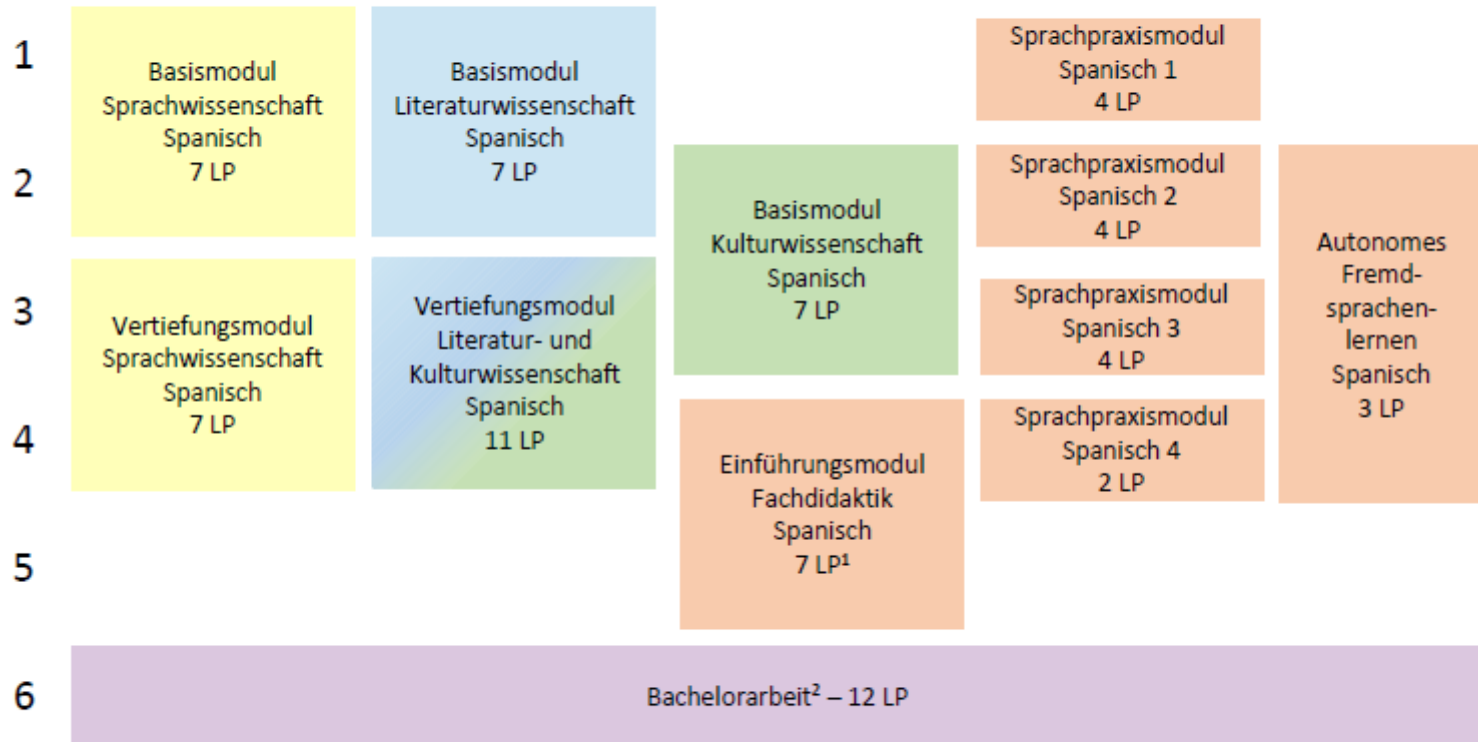 1
Basismodul
Sprachwissenschaft
Spanisch
7 LP
Basismodul
Literaturwissenschaft
Spanisch
7 LP
Sprachpraxismodul
Spanisch 1
4 LP
2
Basismodul
Kulturwissenschaft
Spanisch
7 LP
Sprachpraxismodul
Spanisch 2
4 LP
Autonomes
Fremd-
sprachen-
lernen
Spanisch
3 LP
3
Vertiefungsmodul
Sprachwissenschaft
Spanisch
7 LP
Vertiefungsmodul
Literatur- und
Kulturwissenschaft
Spanisch
11 LP
Sprachpraxismodul
Spanisch 3
4 LP
4
Einführungsmodul
Fachdidaktik
Spanisch
7 LP¹
Sprachpraxismodul
Spanisch 4
2 LP
5
6
Bachelorarbeit² – 12 LP